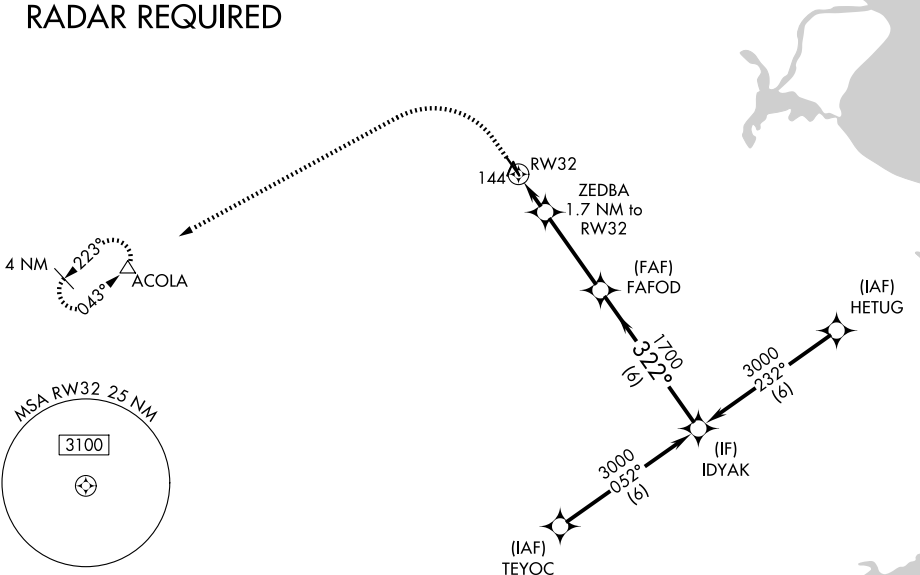 RADAR REQUIRED
RW32
144
ZEDBA
1.7 NM to
RW32
4 NM
223°
043°
ACOLA
(FAF)
FAFOD
(IAF)
HETUG
1700
322°
(6)
3000
232°
(6)
MSA RW32 25 NM
3100
(IF)
IDYAK
3000
052°
(6)
(IAF)
TEYOC